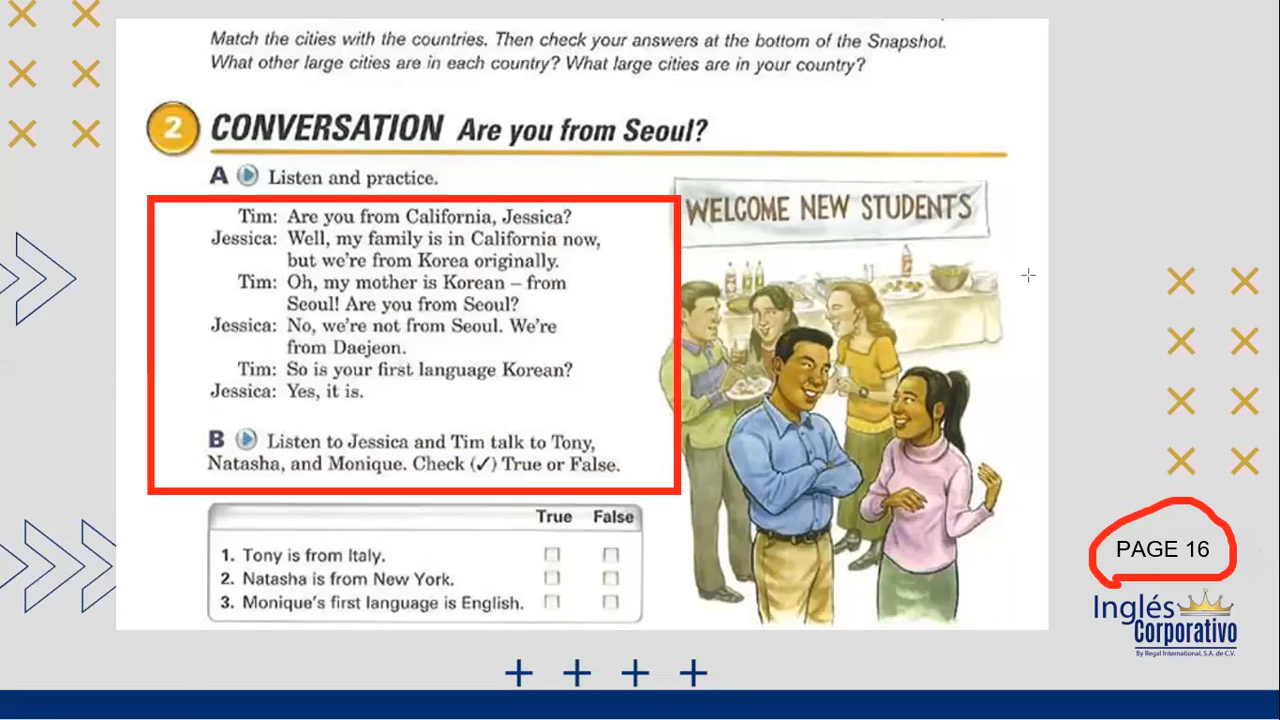 Match the cities with the countries. Then check your answers at the bottom of the Snapshot.
What other large cities are in each country? What large cities are in your country?
2 CONVERSATION Are you from Seoul?
A Listen and practice.
Tim: Are you from California, Jessica?
Jessica: Well, my family is in California now,
but we're from Korea originally.
Tim: Oh, my mother is Korean – from
Seoul! Are you from Seoul?
Jessica: No, we're not from Seoul. We're
from Daejeon.
Tim: So is your first language Korean?
Jessica: Yes, it is.
B Listen to Jessica and Tim talk to Tony,
Natasha, and Monique. Check (✓) True or False.
True False
1. Tony is from Italy.
2. Natasha is from New York.
3. Monique's first language is English.
WELCOME NEW STUDENTS
PAGE 16
Inglés
Corporativo
By Regal International, S.A. de C.V.